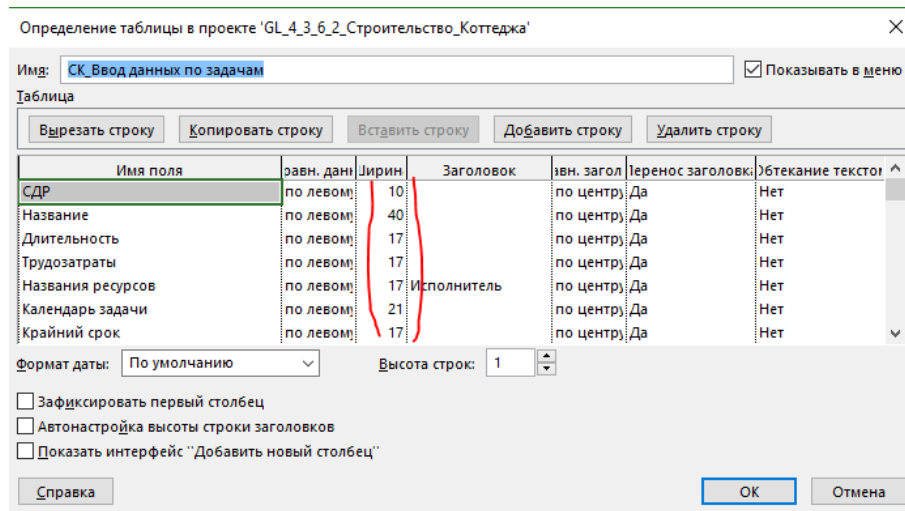 Определение таблицы в проекте 'GL_4_3_6_2_Строительство_Коттеджа'
Имя: СК_Ввод данных по задачам Показывать в меню
Таблица
Вырезать строку Копировать строку Вставить строку Добавить строку Удалить строку
Имя поля равн. данн Ширин Заголовок авн. загол Перенос заголовка Обтекание текстом
СДР по левому 10 по центру Да Нет
Название по левому 40 по центру Да Нет
Длительность по левому 17 по центру Да Нет
Трудозатраты по левому 17 по центру Да Нет
Названия ресурсов по левому 17 Исполнитель по центру Да Нет
Календарь задачи по левому 21 по центру Да Нет
Крайний срок по левому 17 по центру Да Нет
Формат даты: По умолчанию Высота строк: 1
Зафиксировать первый столбец
Автонастройка высоты строки заголовков
Показать интерфейс "Добавить новый столбец"
Справка ОК Отмена